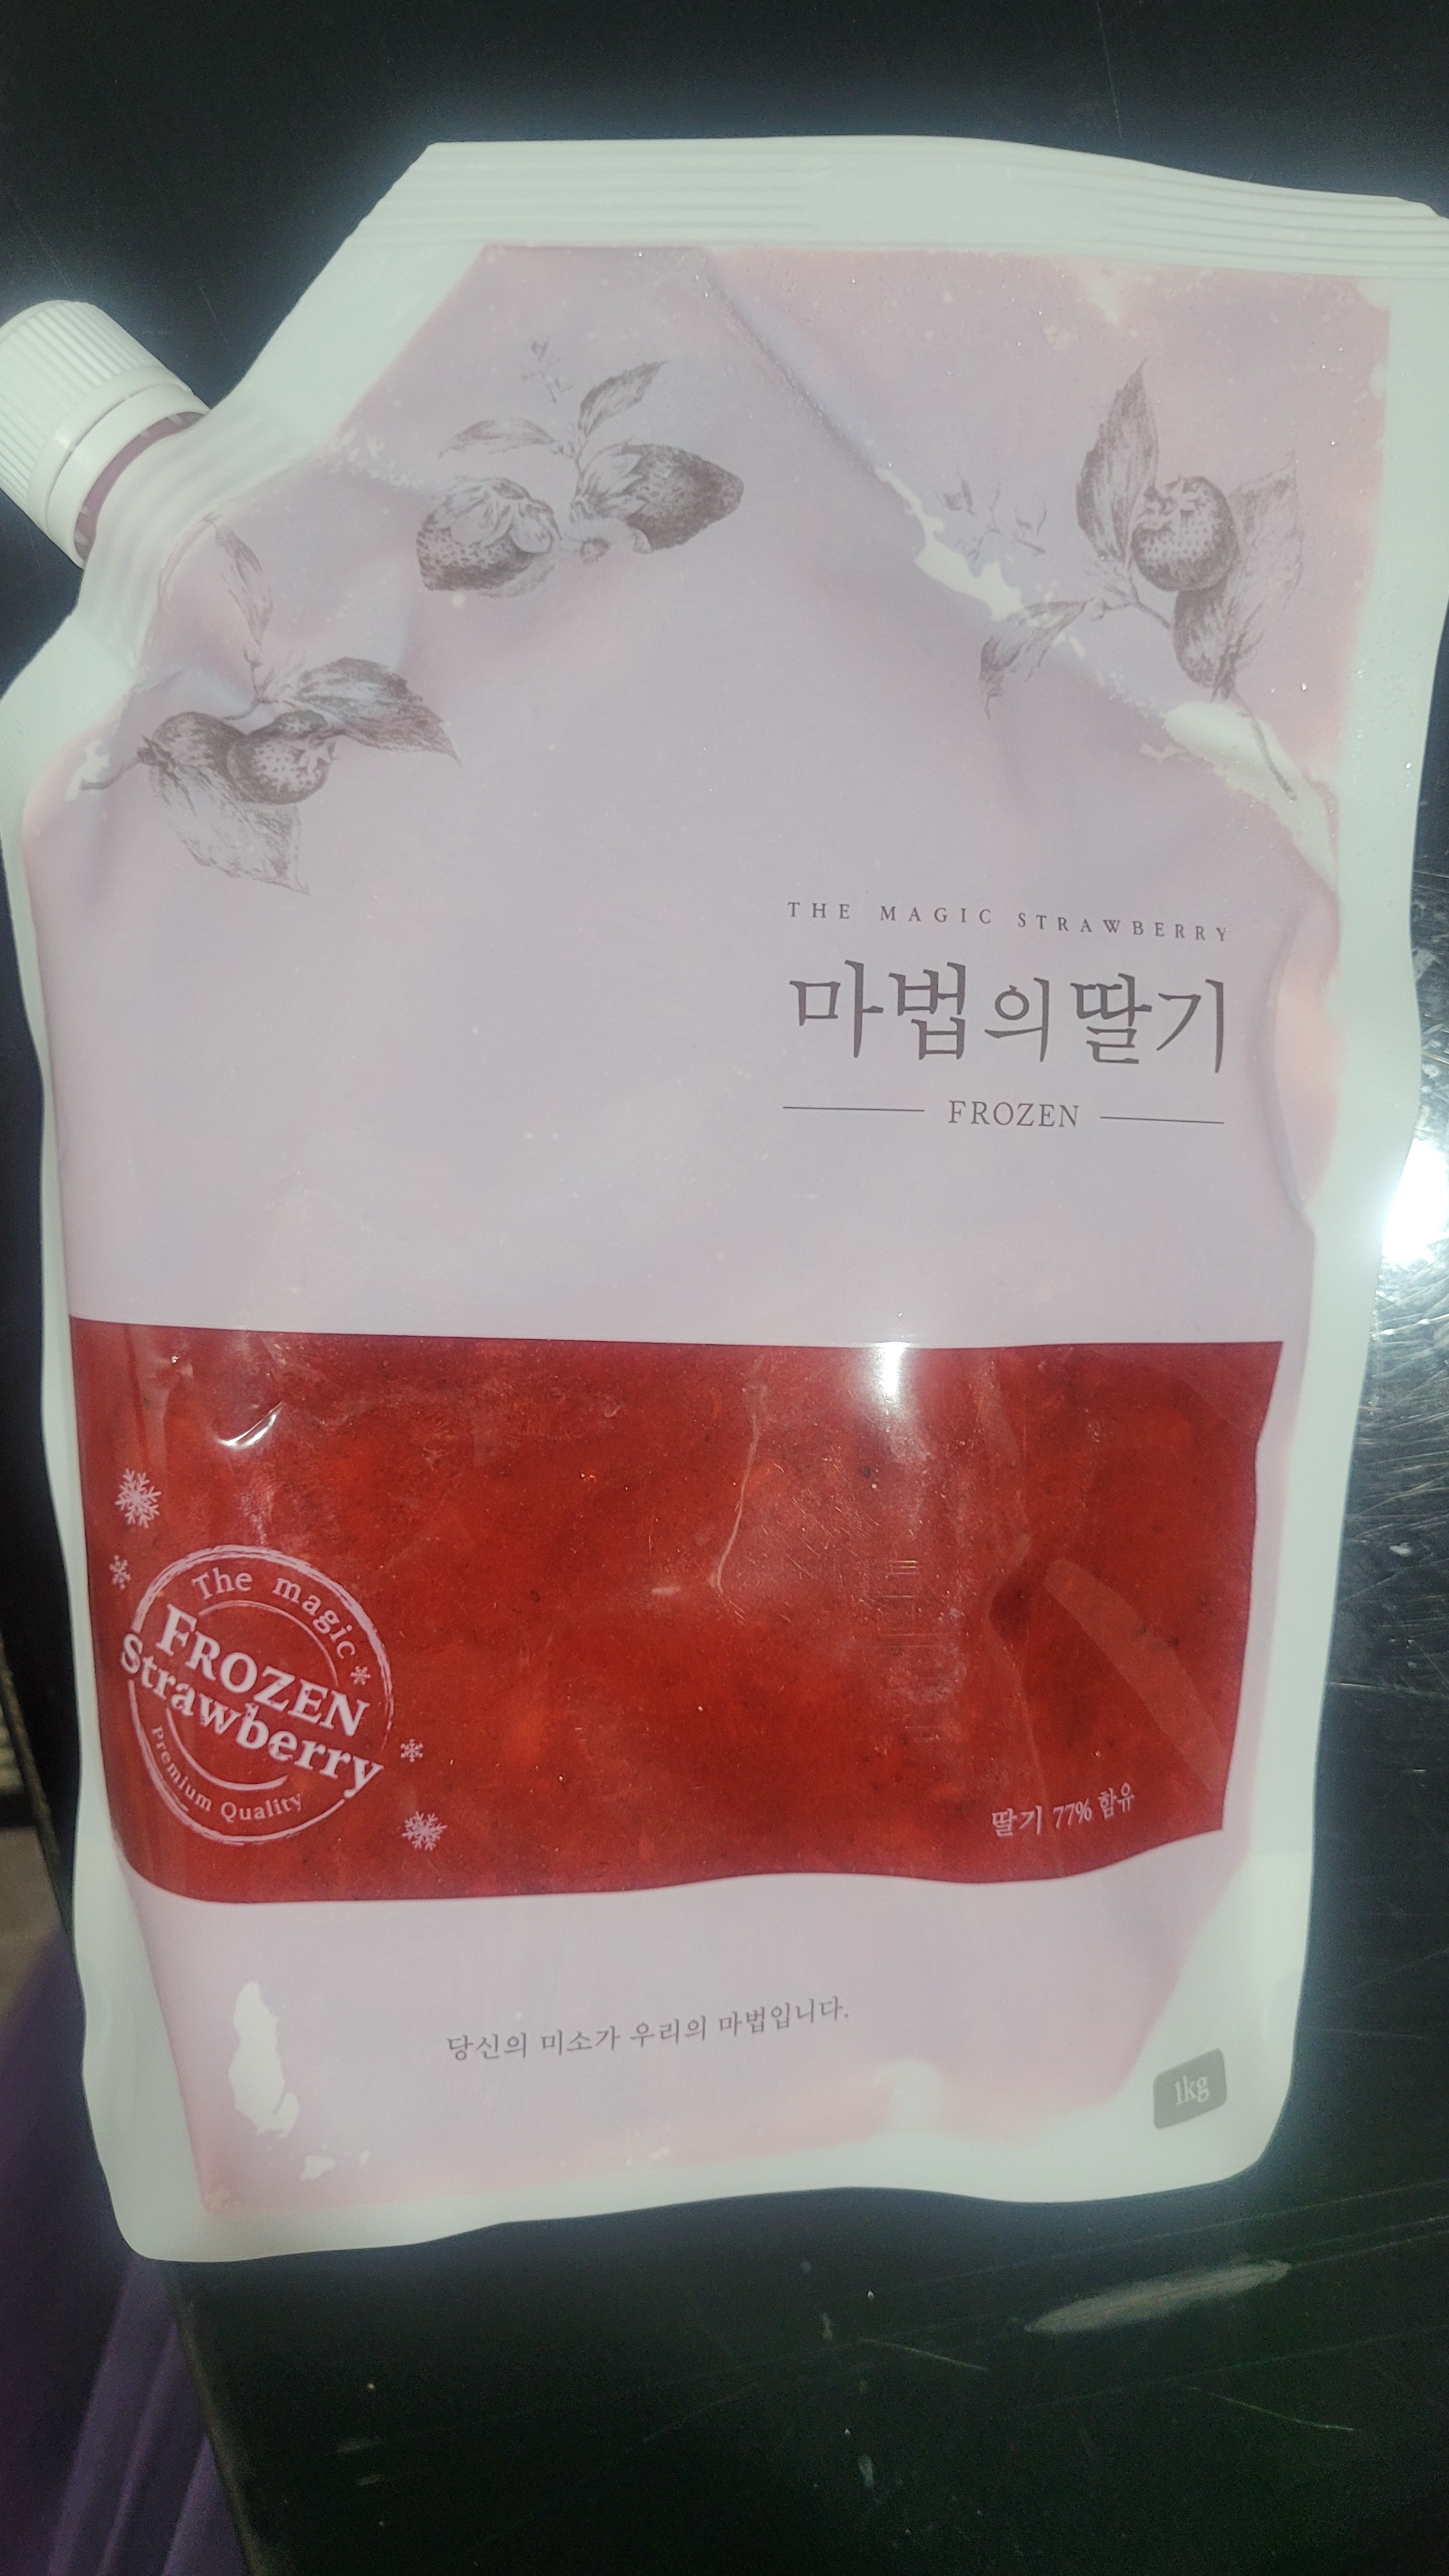 THE MAGIC STRAWBERRY
마법의딸기
FROZEN
The magic
FROZEN
Strawberry
Premium Quality
딸기 77% 함유
당신의 미소가 우리의 마법입니다.
1kg